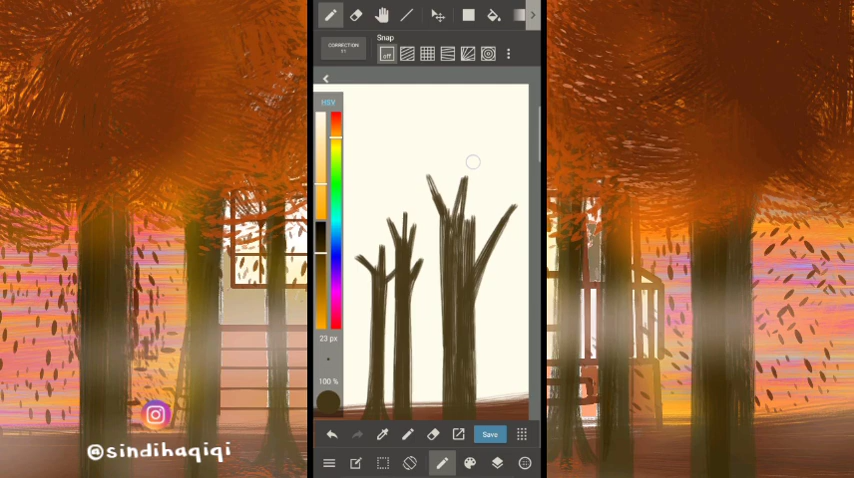 Snap
CORRECTION
off
HSV
23 px
100 %
Save
@sindihaqiqi